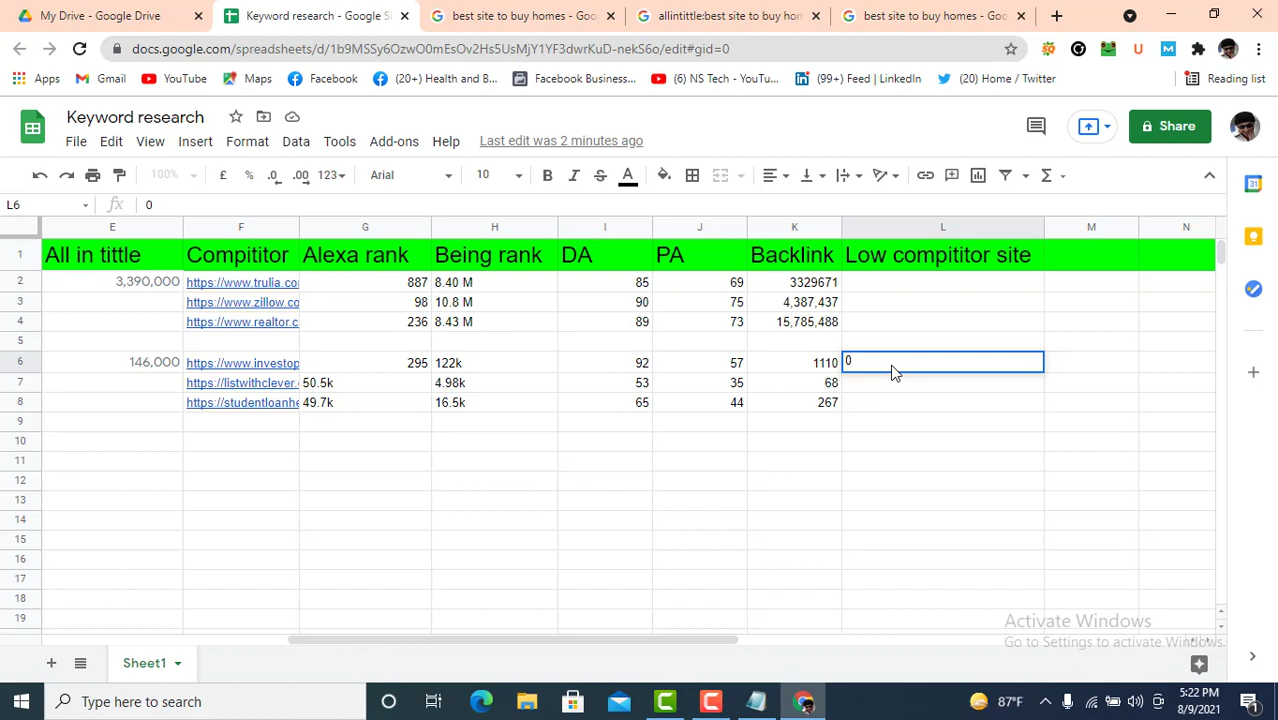 My Drive - Google Drive
Keyword research - Google S
best site to buy homes - Goo
allintittle:best site to buy hom
best site to buy homes - Goo
docs.google.com/spreadsheets/d/1b9MSSy6OzwO0mEsOv2Hs5UsMjY1YF3dwrKuD-nekS6o/edit#gid=0
Apps
Gmail
YouTube
Maps
Facebook
(20+) Health and B...
Facebook Business...
(6) NS Tech - YouTu...
(99+) Feed | LinkedIn
(20) Home / Twitter
Reading list
Keyword research
File Edit View Insert Format Data Tools Add-ons Help Last edit was 2 minutes ago
Share
100% £ % .0 .00 123 Arial 10 B I S A
L6 fx 0
E F G H I J K L M N
1 All in tittle Compititor Alexa rank Being rank DA PA Backlink Low compititor site
2 3,390,000 https://www.trulia.co 887 8.40 M 85 69 3329671
3 https://www.zillow.co 98 10.8 M 90 75 4,387,437
4 https://www.realtor.c 236 8.43 M 89 73 15,785,488
5
6 146,000 https://www.investop 295 122k 92 57 1110 0
7 https://listwithclever. 50.5k 4.98k 53 35 68
8 https://studentloanhe 49.7k 16.5k 65 44 267
9
10
11
12
13
14
15
16
17
18
19
Activate Windows
Go to Settings to activate Windows.
Sheet1
Type here to search
87°F
5:22 PM
8/9/2021
1